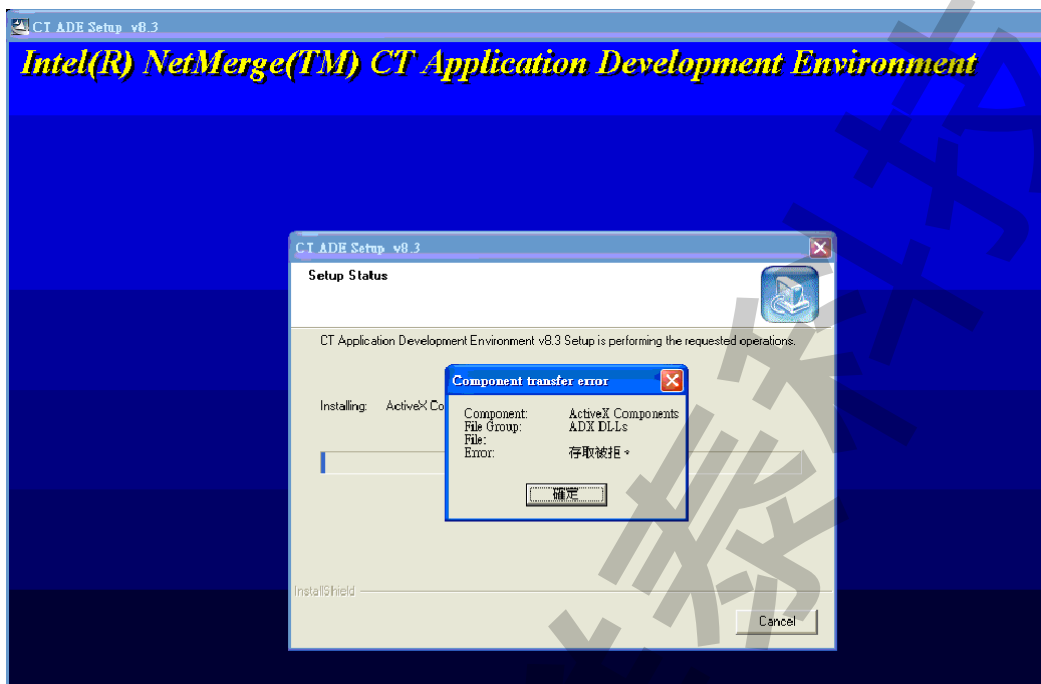 CT ADE Setup v8.3
Intel(R) NetMerge(TM) CT Application Development Environment
CT ADE Setup v8.3
Setup Status
CT Application Development Environment v8.3 Setup is performing the requested operations.
Installing: ActiveX Co
Component transfer error
Component: ActiveX Components
File Group: ADX DLLs
File:
Error: 存取被拒。
確定
InstallShield
Cancel